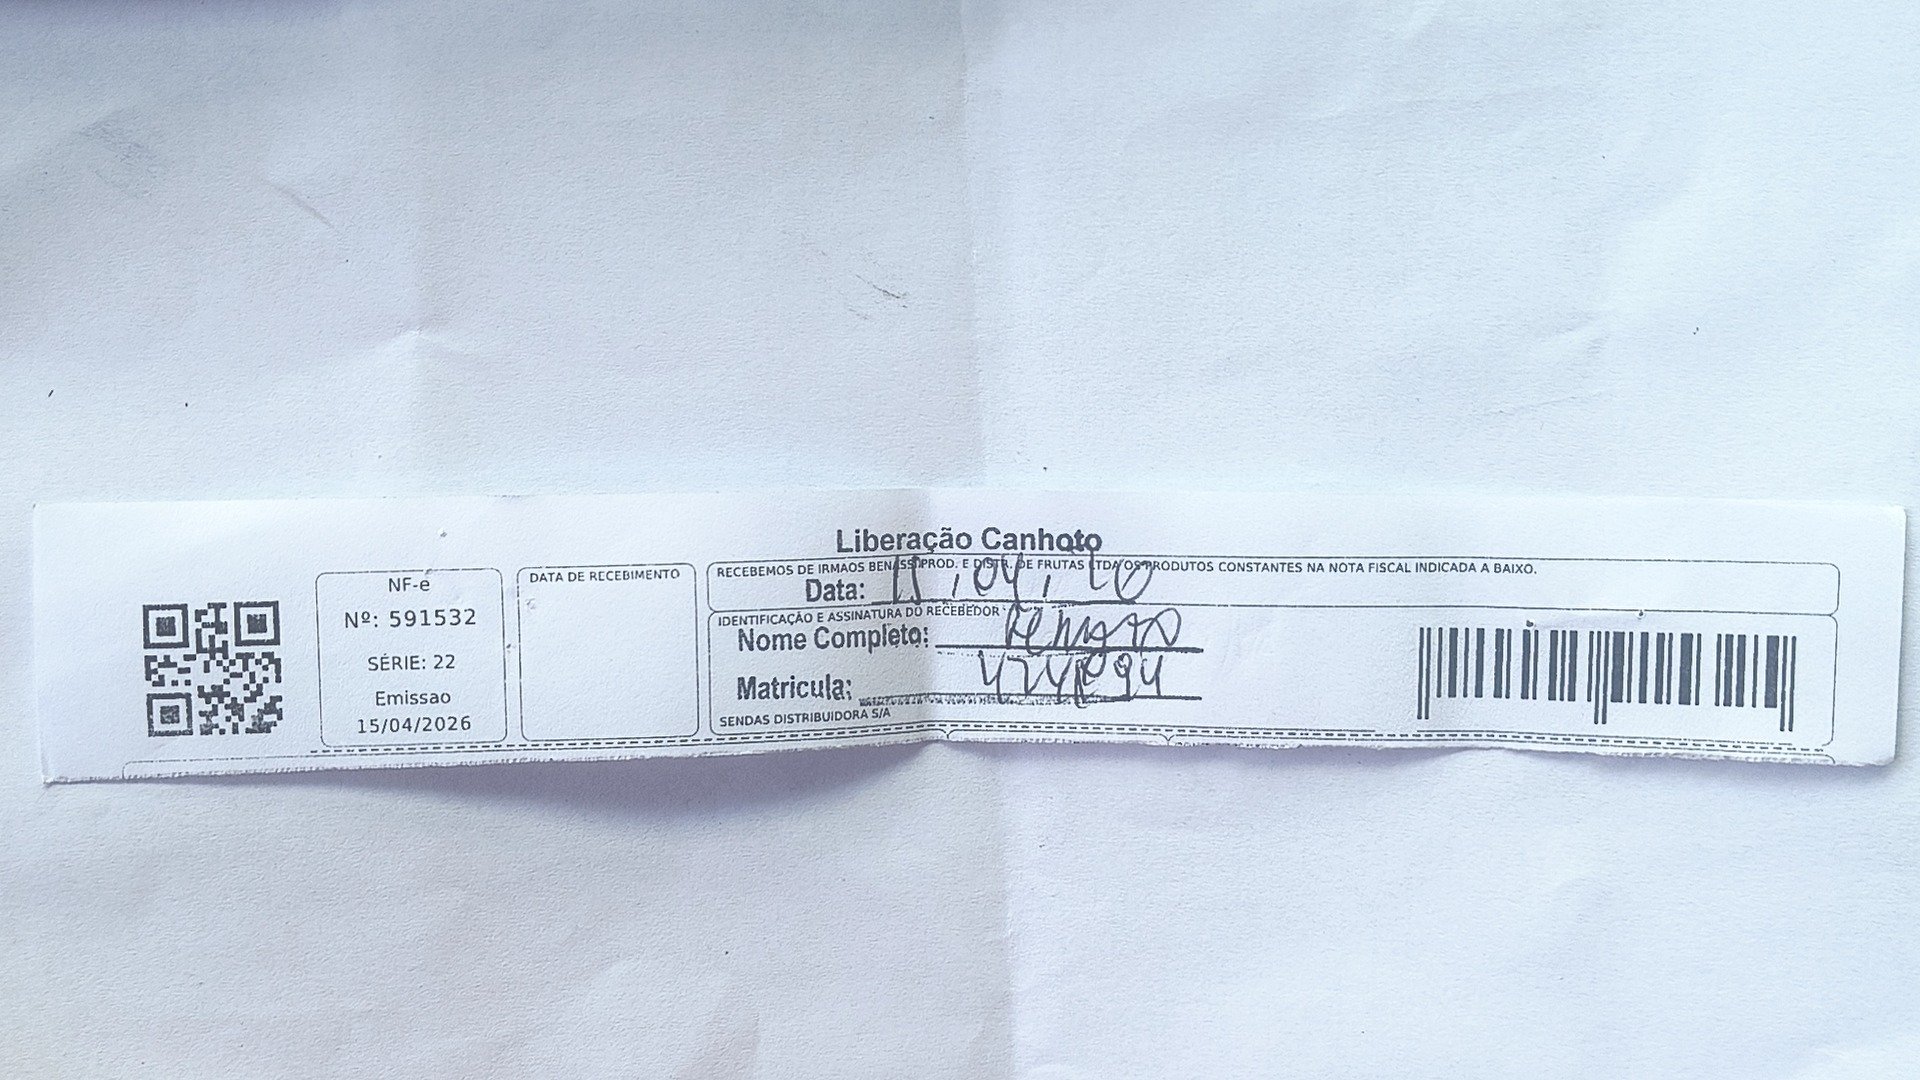 Liberação Canhoto
NF-e
Nº: 591532
SÉRIE: 22
Emissao
15/04/2026
DATA DE RECEBIMENTO
RECEBEMOS DE IRMAOS BENASSI PROD. E DISTR. DE FRUTAS LTDA OS PRODUTOS CONSTANTES NA NOTA FISCAL INDICADA A BAIXO.
Data:
IDENTIFICAÇÃO E ASSINATURA DO RECEBEDOR
Nome Completo:
Matricula:
SENDAS DISTRIBUIDORA S/A